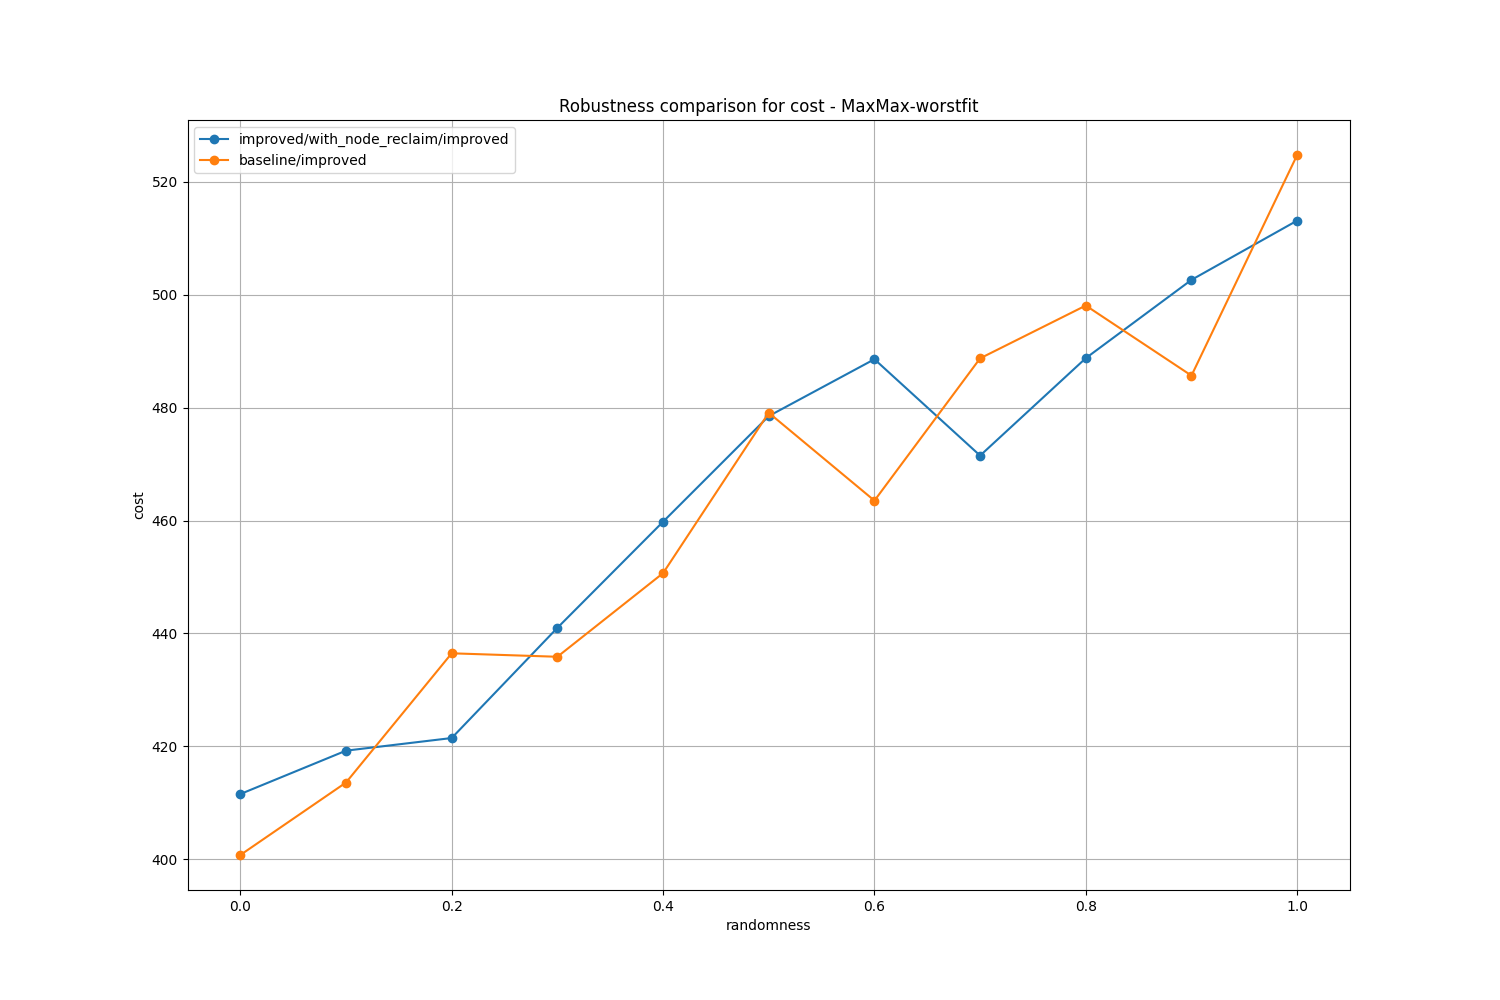 Robustness comparison for cost - MaxMax-worstfit
improved/with_node_reclaim/improved
baseline/improved
520
500
480
460
440
420
400
cost
0.0 0.2 0.4 0.6 0.8 1.0
randomness